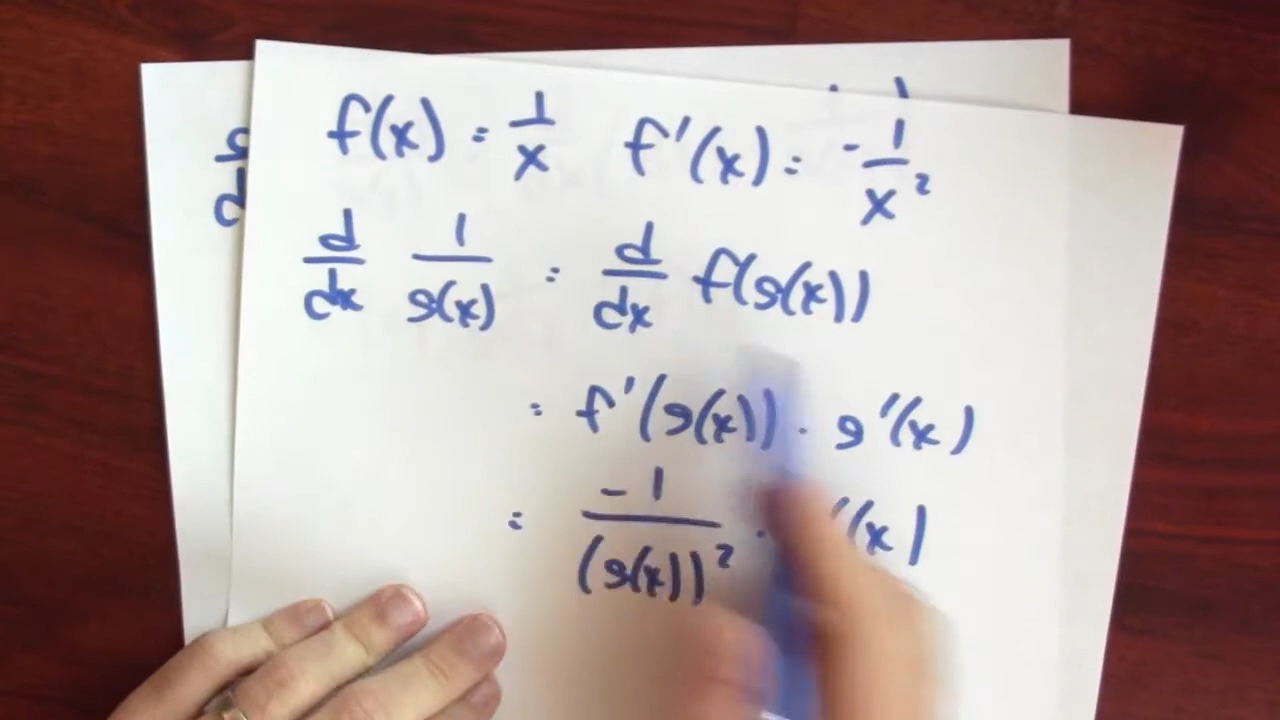 f(x) = 1/x f'(x) = -1/x²
d/dx 1/g(x) = d/dx f(g(x))
= f'(g(x)) · g'(x)
= -1/(g(x))² · '(x)